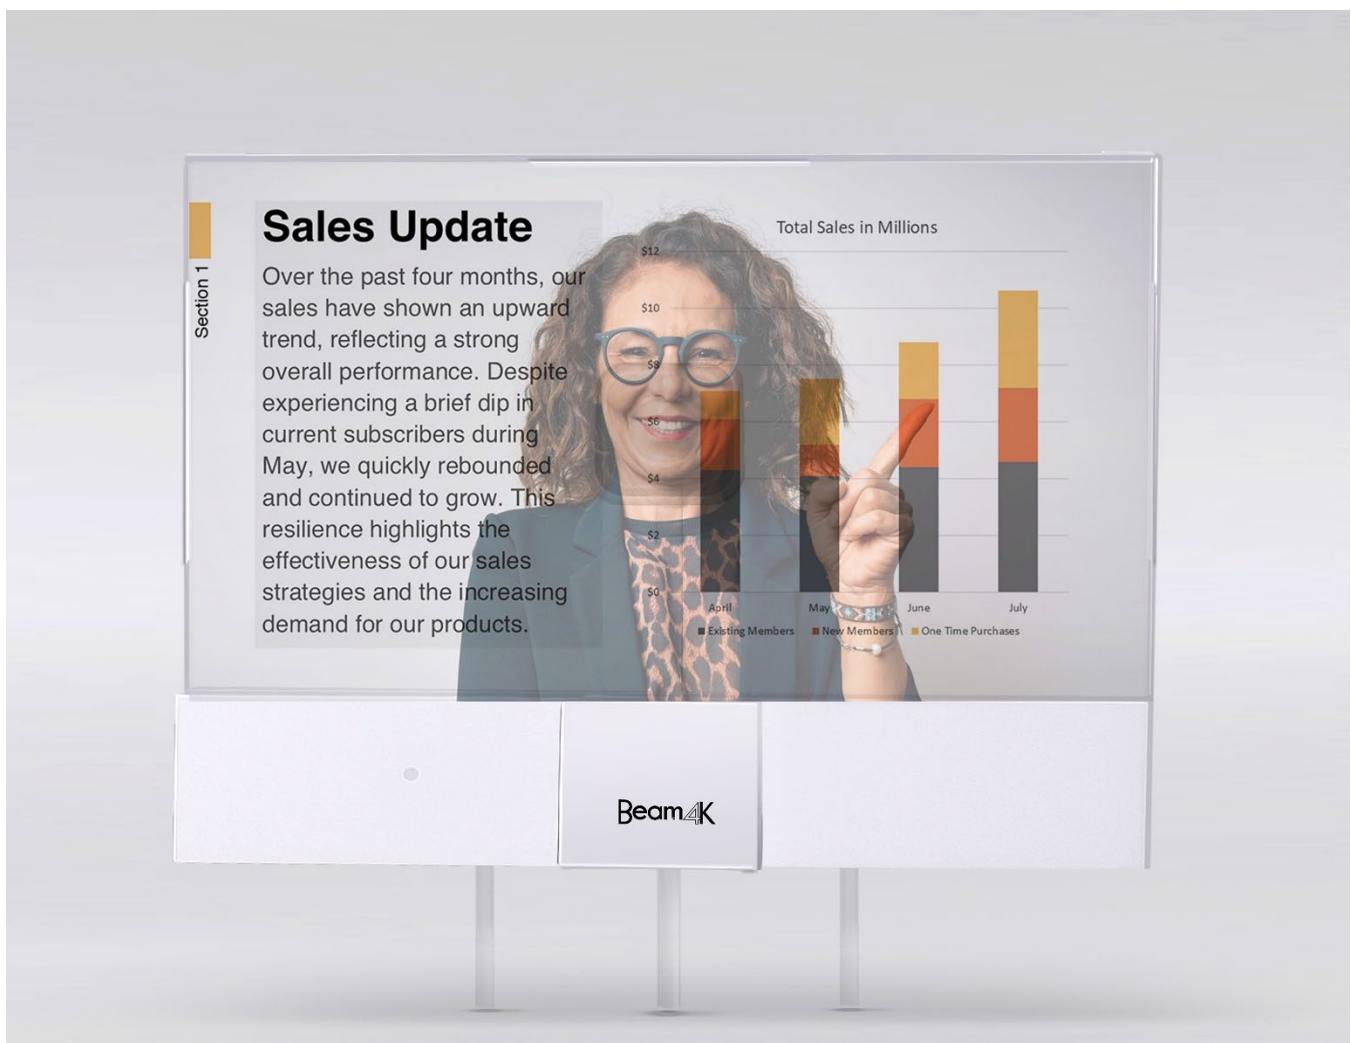 Sales Update
Over the past four months, our
sales have shown an upward
trend, reflecting a strong
overall performance. Despite
experiencing a brief dip in
current subscribers during
May, we quickly rebounded
and continued to grow. This
resilience highlights the
effectiveness of our sales
strategies and the increasing
demand for our products.
Section 1
Total Sales in Millions
$12
$10
$8
$6
$4
$2
$0
April May June July
Existing Members New Members One Time Purchases
Beam4K